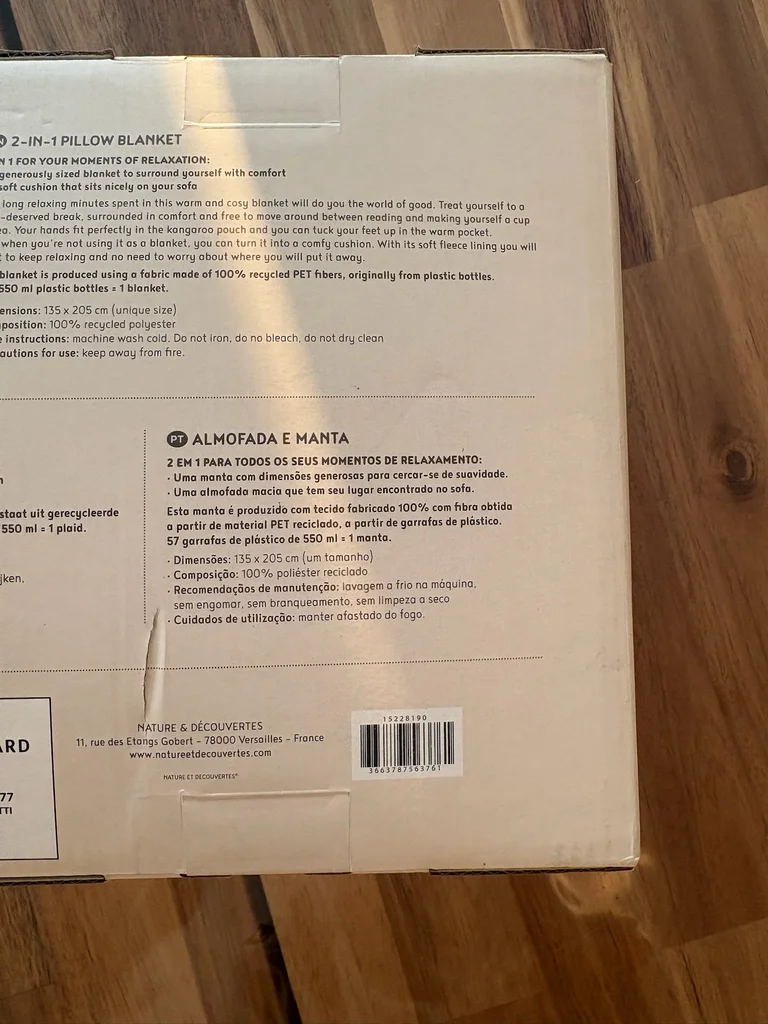 2-IN-1 PILLOW BLANKET
N 1 FOR YOUR MOMENTS OF RELAXATION:
generously sized blanket to surround yourself with comfort
soft cushion that sits nicely on your sofa
long relaxing minutes spent in this warm and cosy blanket will do you the world of good. Treat yourself to a
-deserved break, surrounded in comfort and free to move around between reading and making yourself a cup
ea. Your hands fit perfectly in the kangaroo pouch and you can tuck your feet up in the warm pocket.
when you're not using it as a blanket, you can turn it into a comfy cushion. With its soft fleece lining you will
t to keep relaxing and no need to worry about where you will put it away.
blanket is produced using a fabric made of 100% recycled PET fibers, originally from plastic bottles.
550 ml plastic bottles = 1 blanket.
ensions: 135 x 205 cm (unique size)
position: 100% recycled polyester
e instructions: machine wash cold. Do not iron, do no bleach, do not dry clean
autions for use: keep away from fire.
staat uit gerecycleerde
550 ml = 1 plaid.
ijken.
PT ALMOFADA E MANTA
2 EM 1 PARA TODOS OS SEUS MOMENTOS DE RELAXAMENTO:
· Uma manta com dimensões generosas para cercar-se de suavidade.
· Uma almofada macia que tem seu lugar encontrado no sofa.
Esta manta é produzido com tecido fabricado 100% com fibra obtida
a partir de material PET reciclado, a partir de garrafas de plástico.
57 garrafas de plástico de 550 ml = 1 manta.
· Dimensões: 135 x 205 cm (um tamanho)
· Composição: 100% poliéster reciclado
· Recomendações de manutenção: lavagem a frio na máquina,
sem engomar, sem branqueamento, sem limpeza a seco
· Cuidados de utilização: manter afastado do fogo.
ARD
77
TTI
NATURE & DÉCOUVERTES
11, rue des Etangs Gobert - 78000 Versailles - France
www.natureetdecouvertes.com
NATURE ET DECOUVERTES®
15228190
3663787563761